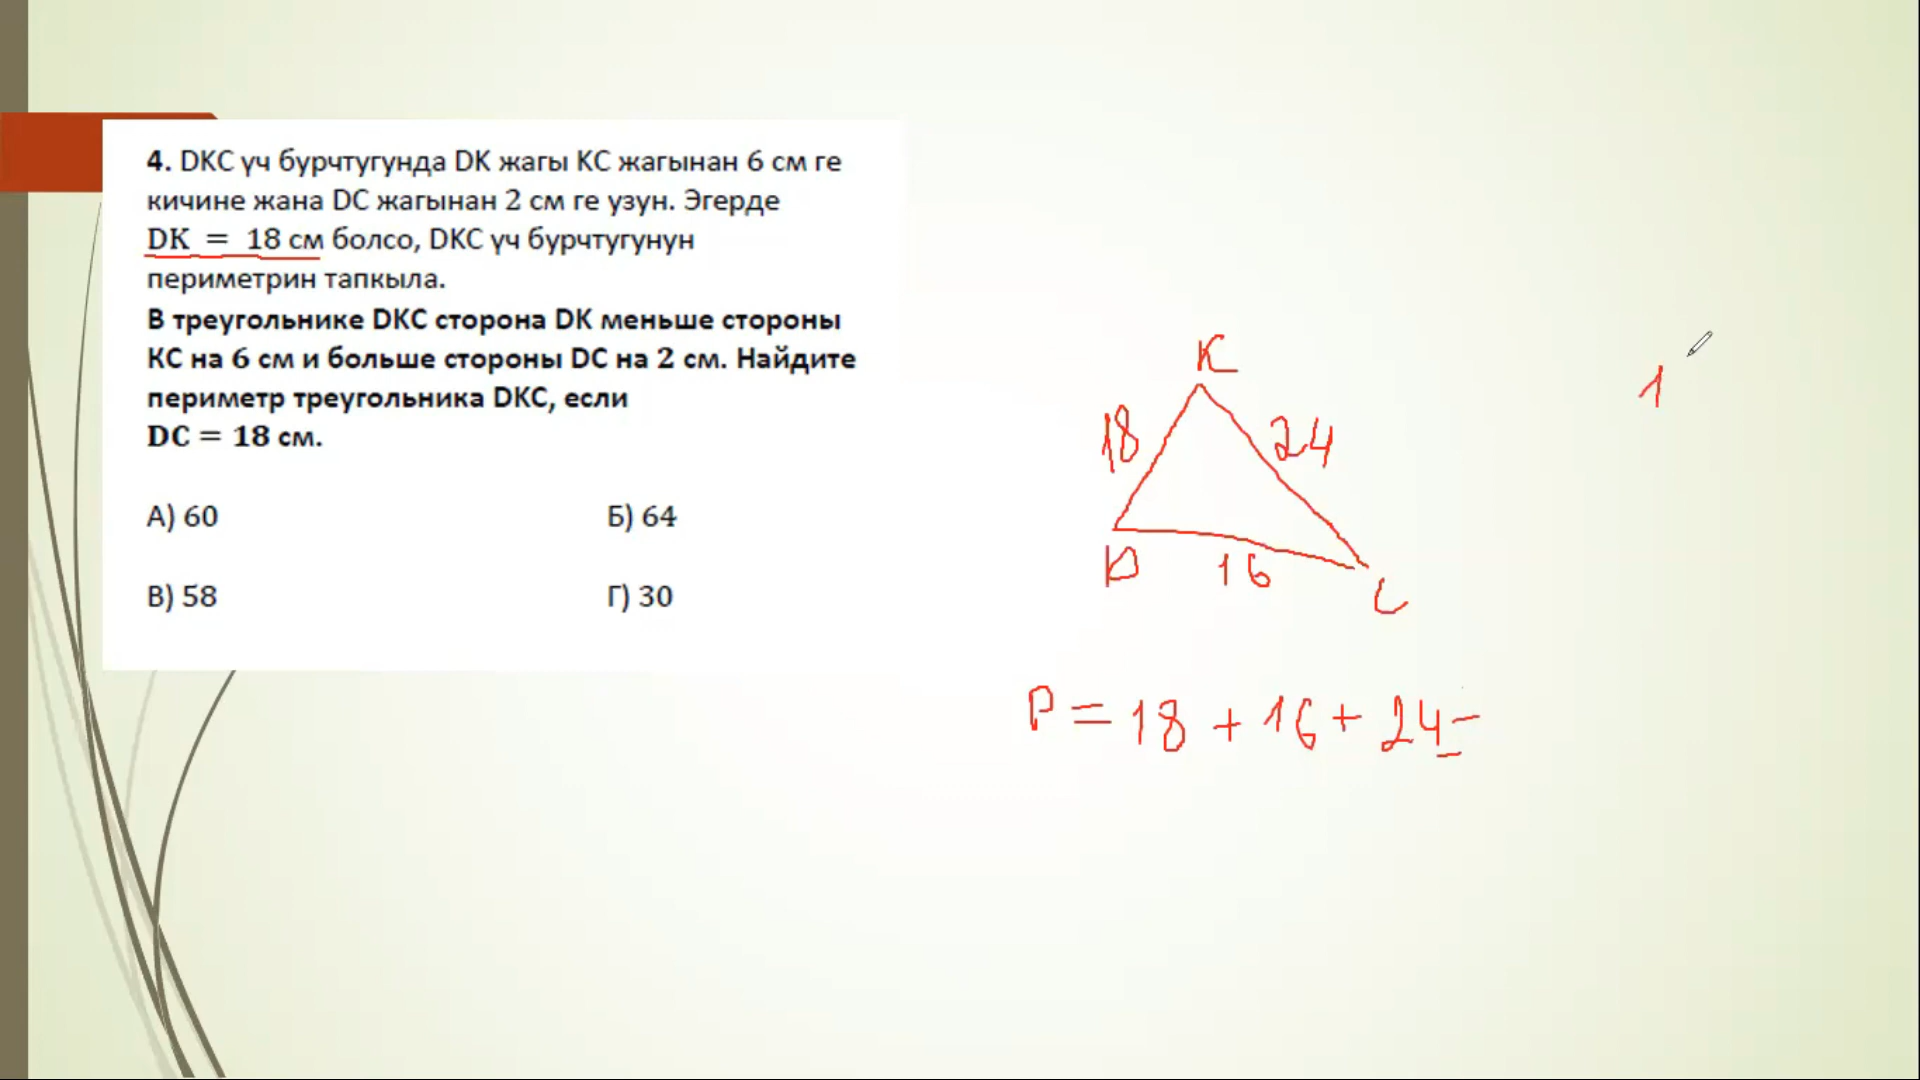 4. DKC үч бурчтугунда DK жагы KC жагынан 6 см ге
кичине жана DC жагынан 2 см ге узун. Эгерде
DK = 18 см болсо, DKC үч бурчтугунун
периметрин тапкыла.
В треугольнике DKC сторона DK меньше стороны
KC на 6 см и больше стороны DC на 2 см. Найдите
периметр треугольника DKC, если
DC = 18 см.
А) 60
Б) 64
В) 58
Г) 30
K
18
24
D
16
C
P = 18 + 16 + 24 =
1